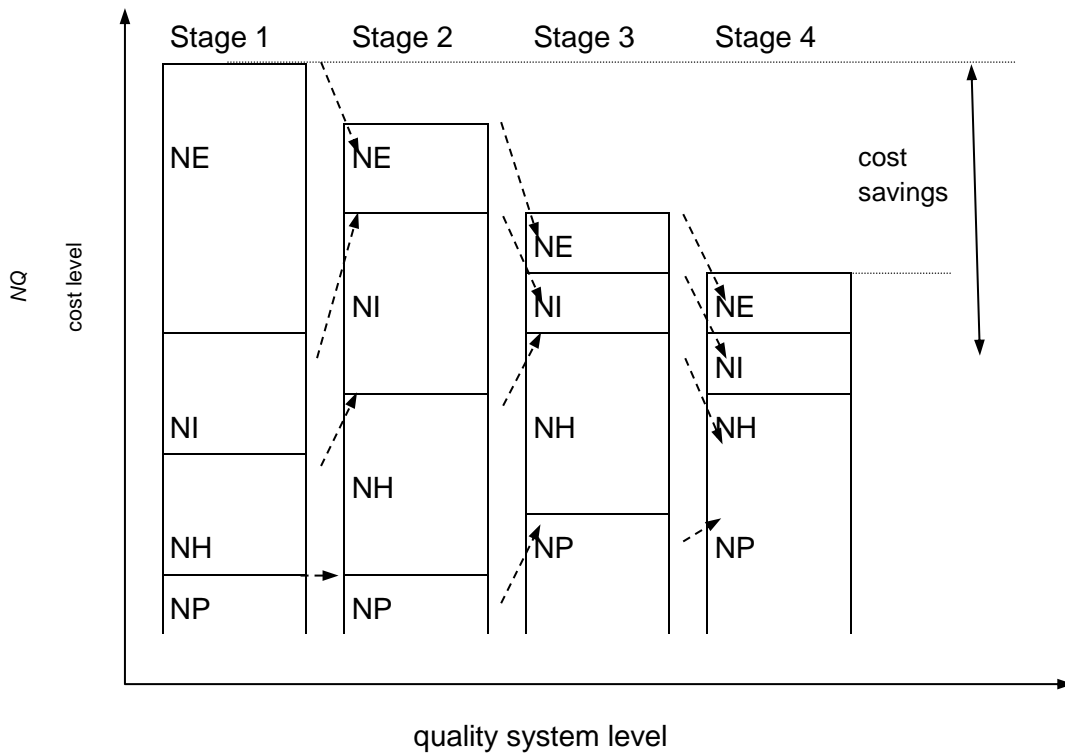 Stage 1
Stage 2
Stage 3
Stage 4
NE
NI
NH
NP
NE
NI
NH
NP
NE
NI
NH
NP
NE
NI
NH
NP
cost
savings
NQ
cost level
quality system level